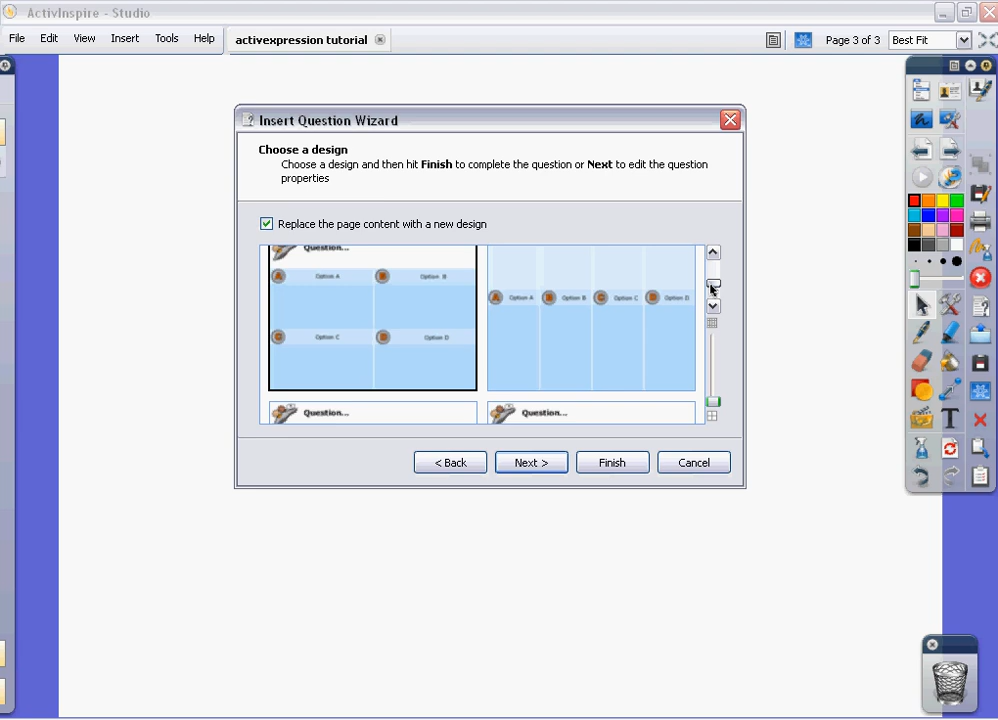 ActivInspire - Studio
File Edit View Insert Tools Help activexpression tutorial Page 3 of 3 Best Fit
Insert Question Wizard
Choose a design
Choose a design and then hit Finish to complete the question or Next to edit the question
properties
Replace the page content with a new design
Question...
Option A Option B
Option A Option B Option C Option D
Option C Option D
Question... Question...
< Back Next > Finish Cancel
T